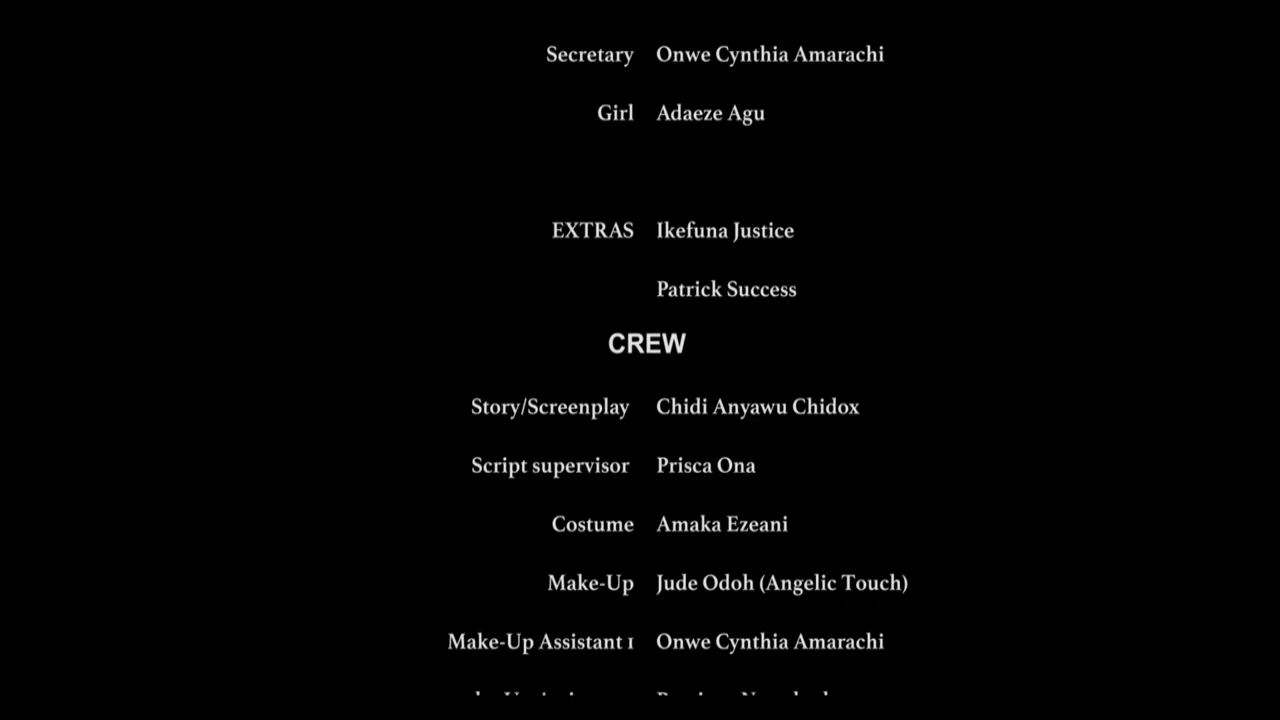 Secretary Onwe Cynthia Amarachi
Girl Adaeze Agu
EXTRAS Ikefuna Justice
Patrick Success
CREW
Story/Screenplay Chidi Anyawu Chidox
Script supervisor Prisca Ona
Costume Amaka Ezeani
Make-Up Jude Odoh (Angelic Touch)
Make-Up Assistant 1 Onwe Cynthia Amarachi